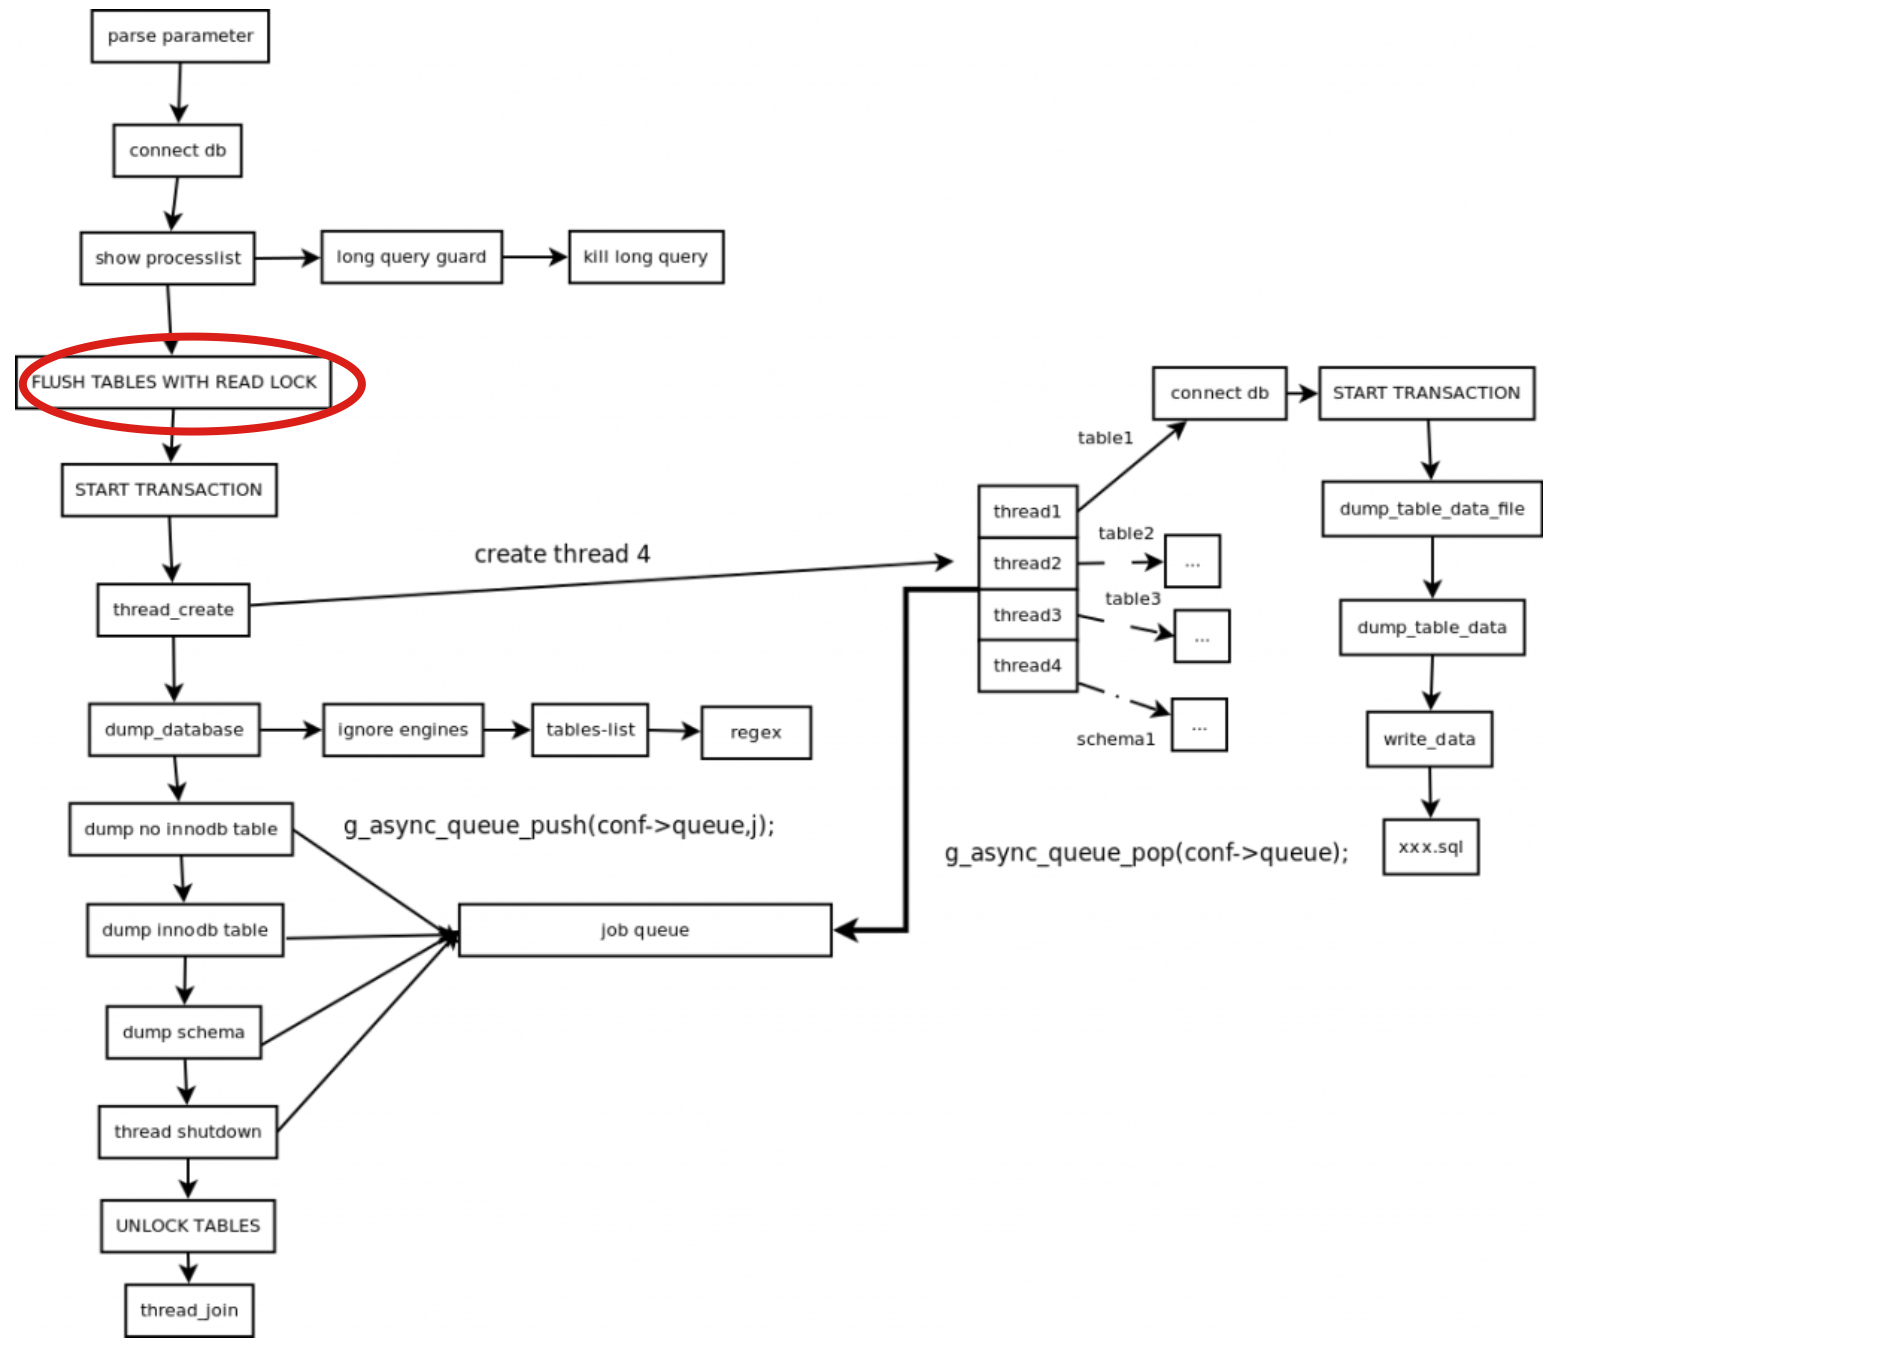 parse parameter
connect db
show processlist
long query guard
kill long query
FLUSH TABLES WITH READ LOCK
START TRANSACTION
thread_create
create thread 4
dump_database
ignore engines
tables-list
regex
dump no innodb table
g_async_queue_push(conf->queue,j);
dump innodb table
job queue
dump schema
thread shutdown
UNLOCK TABLES
thread_join
thread1
thread2
thread3
thread4
table1
connect db
START TRANSACTION
table2
...
table3
...
schema1
...
dump_table_data_file
dump_table_data
write_data
xxx.sql
g_async_queue_pop(conf->queue);